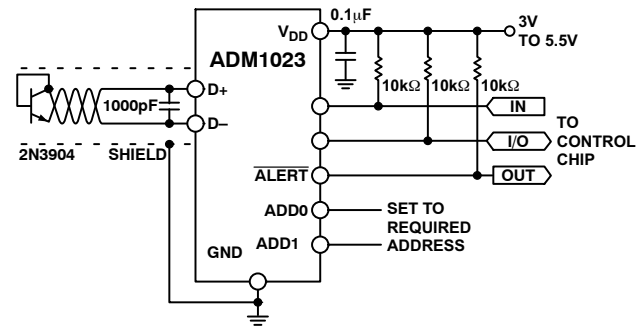 0.1μF
3V
TO 5.5V
VDD
ADM1023
10kΩ 10kΩ 10kΩ
D+
1000pF
D–
IN
TO
CONTROL
CHIP
I/O
2N3904
SHIELD
ALERT
OUT
ADD0
SET TO
REQUIRED
ADDRESS
ADD1
GND